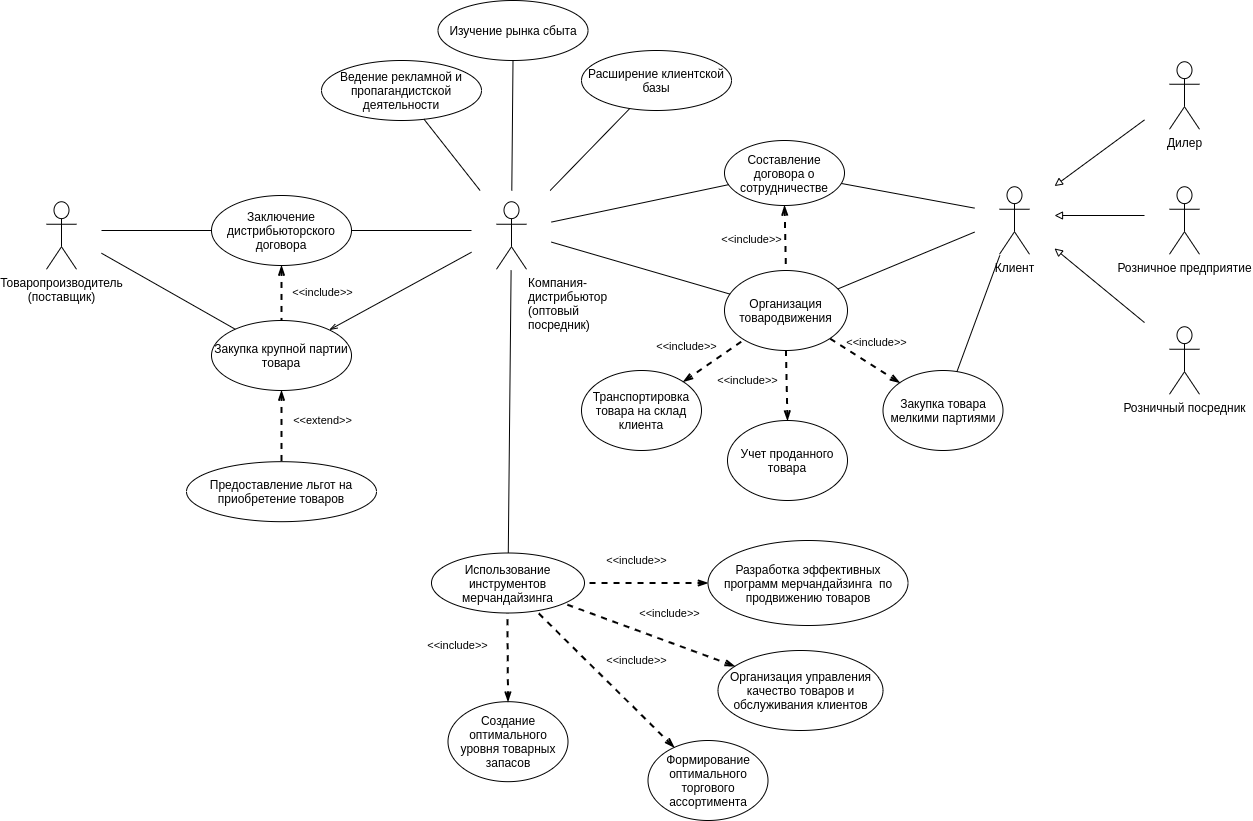 Изучение рынка сбыта
Ведение рекламной и
пропагандистской
деятельности
Расширение клиентской
базы
Дилер
Составление
договора о
сотрудничестве
Заключение
дистрибьюторского
договора
<<include>>
Товаропроизводитель
(поставщик)
Компания-
дистрибьютор
(оптовый
посредник)
Клиент
Розничное предприятие
<<include>>
Организация
товародвижения
Закупка крупной партии
товара
<<include>>
<<include>>
<<include>>
Транспортировка
товара на склад
клиента
Закупка товара
мелкими партиями
Розничный посредник
<<extend>>
Учет проданного
товара
Предоставление льгот на
приобретение товаров
Использование
инструментов
мерчандайзинга
<<include>>
Разработка эффективных
программ мерчандайзинга  по
продвижению товаров
<<include>>
<<include>>
<<include>>
Организация управления
качество товаров и
обслуживания клиентов
Создание
оптимального
уровня товарных
запасов
Формирование
оптимального
торгового
ассортимента